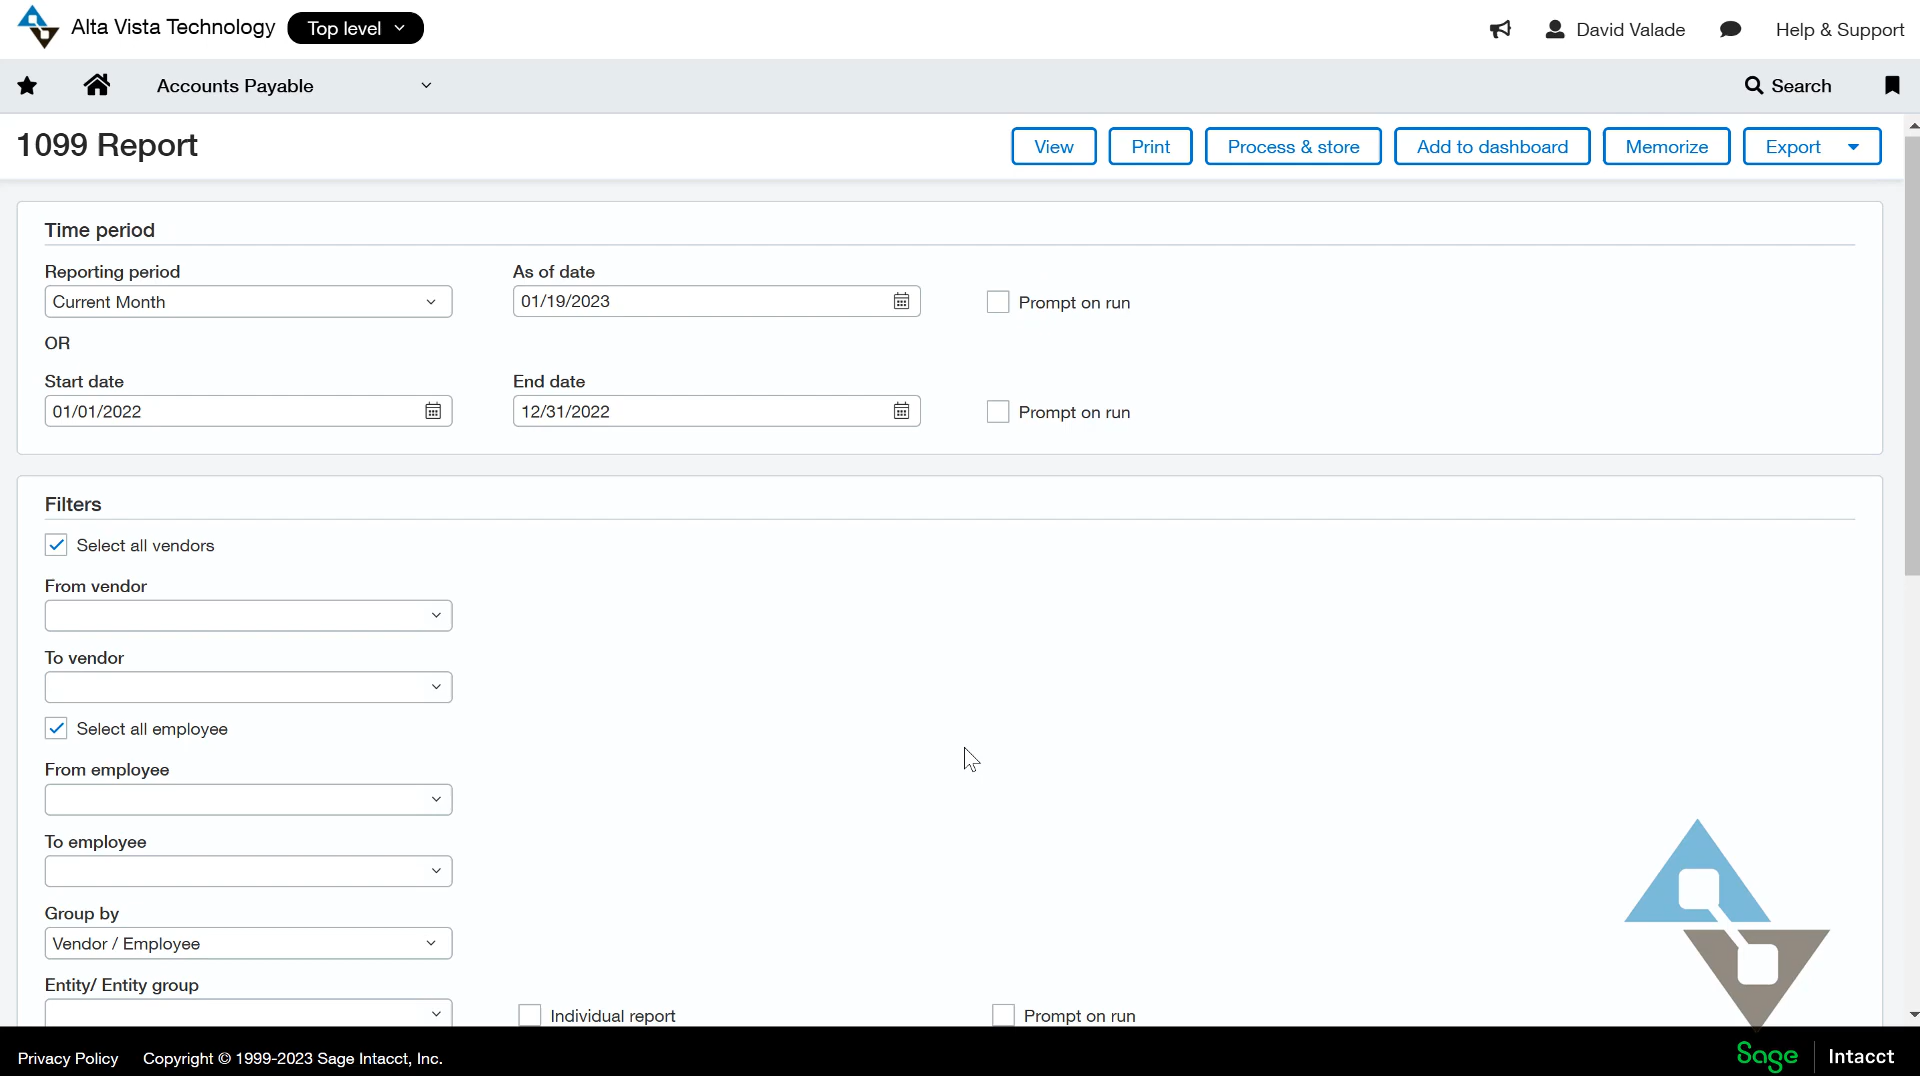 Alta Vista Technology Top level David Valade Help & Support
Accounts Payable Search
1099 Report View Print Process & store Add to dashboard Memorize Export
Time period
Reporting period As of date
Current Month 01/19/2023 Prompt on run
OR
Start date End date
01/01/2022 12/31/2022 Prompt on run
Filters
Select all vendors
From vendor
To vendor
Select all employee
From employee
To employee
Group by
Vendor / Employee
Entity/ Entity group
Individual report Prompt on run
Privacy Policy Copyright © 1999-2023 Sage Intacct, Inc. Sage Intacct